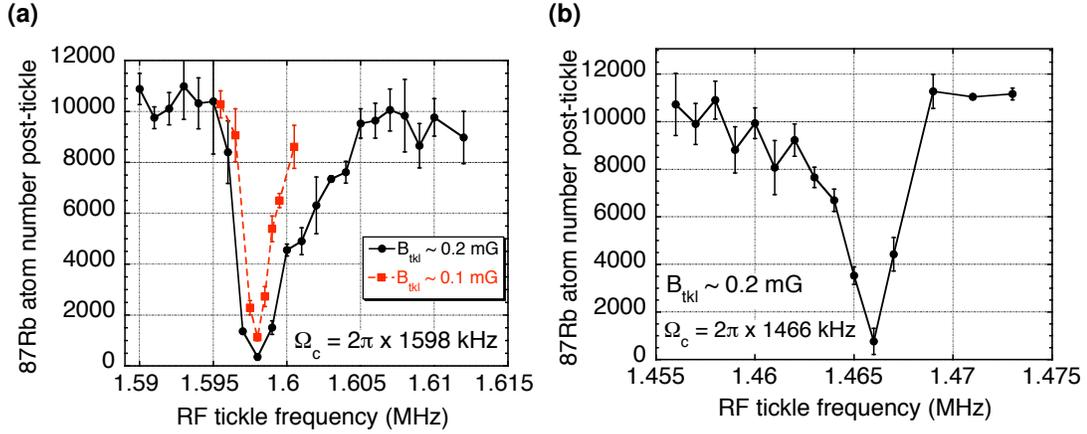 (a)
87Rb atom number post-tickle
12000
10000
8000
6000
4000
2000
0
B_tkl ~ 0.2 mG
B_tkl ~ 0.1 mG
Ω_c = 2π x 1598 kHz
1.59 1.595 1.6 1.605 1.61 1.615
RF tickle frequency (MHz)
(b)
87Rb atom number post-tickle
12000
10000
8000
6000
4000
2000
0
B_tkl ~ 0.2 mG
Ω_c = 2π x 1466 kHz
1.455 1.46 1.465 1.47 1.475
RF tickle frequency (MHz)